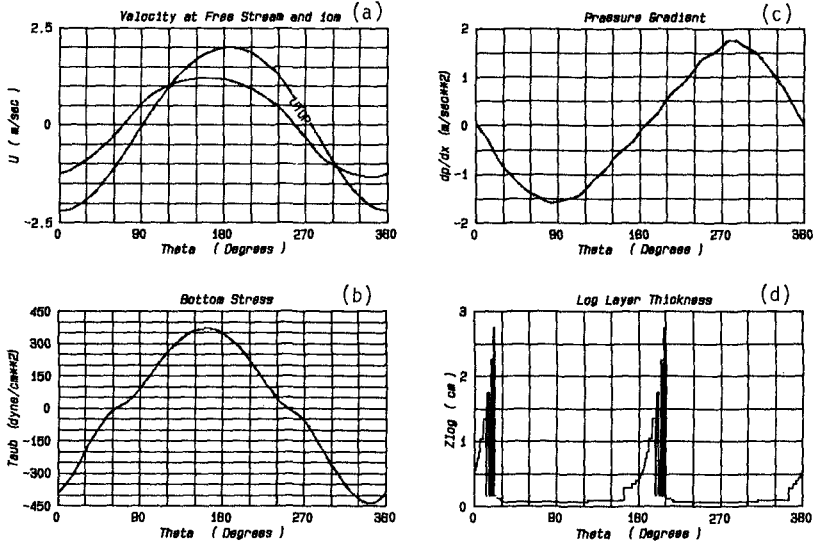 Velocity at Free Stream and 1cm (a)
2.5
0
-2.5
U ( m/sec)
UTOP
0 90 180 270 360
Theta ( Degrees )
Pressure Gradient (c)
2
1
0
-1
-2
dp/dx (m/sec**2)
0 90 180 270 360
Theta ( Degrees )
Bottom Stress (b)
450
300
150
0
-150
-300
-450
Taub (dyne/cm**2)
0 90 180 270 360
Theta ( Degrees )
Log Layer Thickness (d)
3
2
1
0
Zlog ( cm )
0 90 180 270 360
Theta ( Degrees )